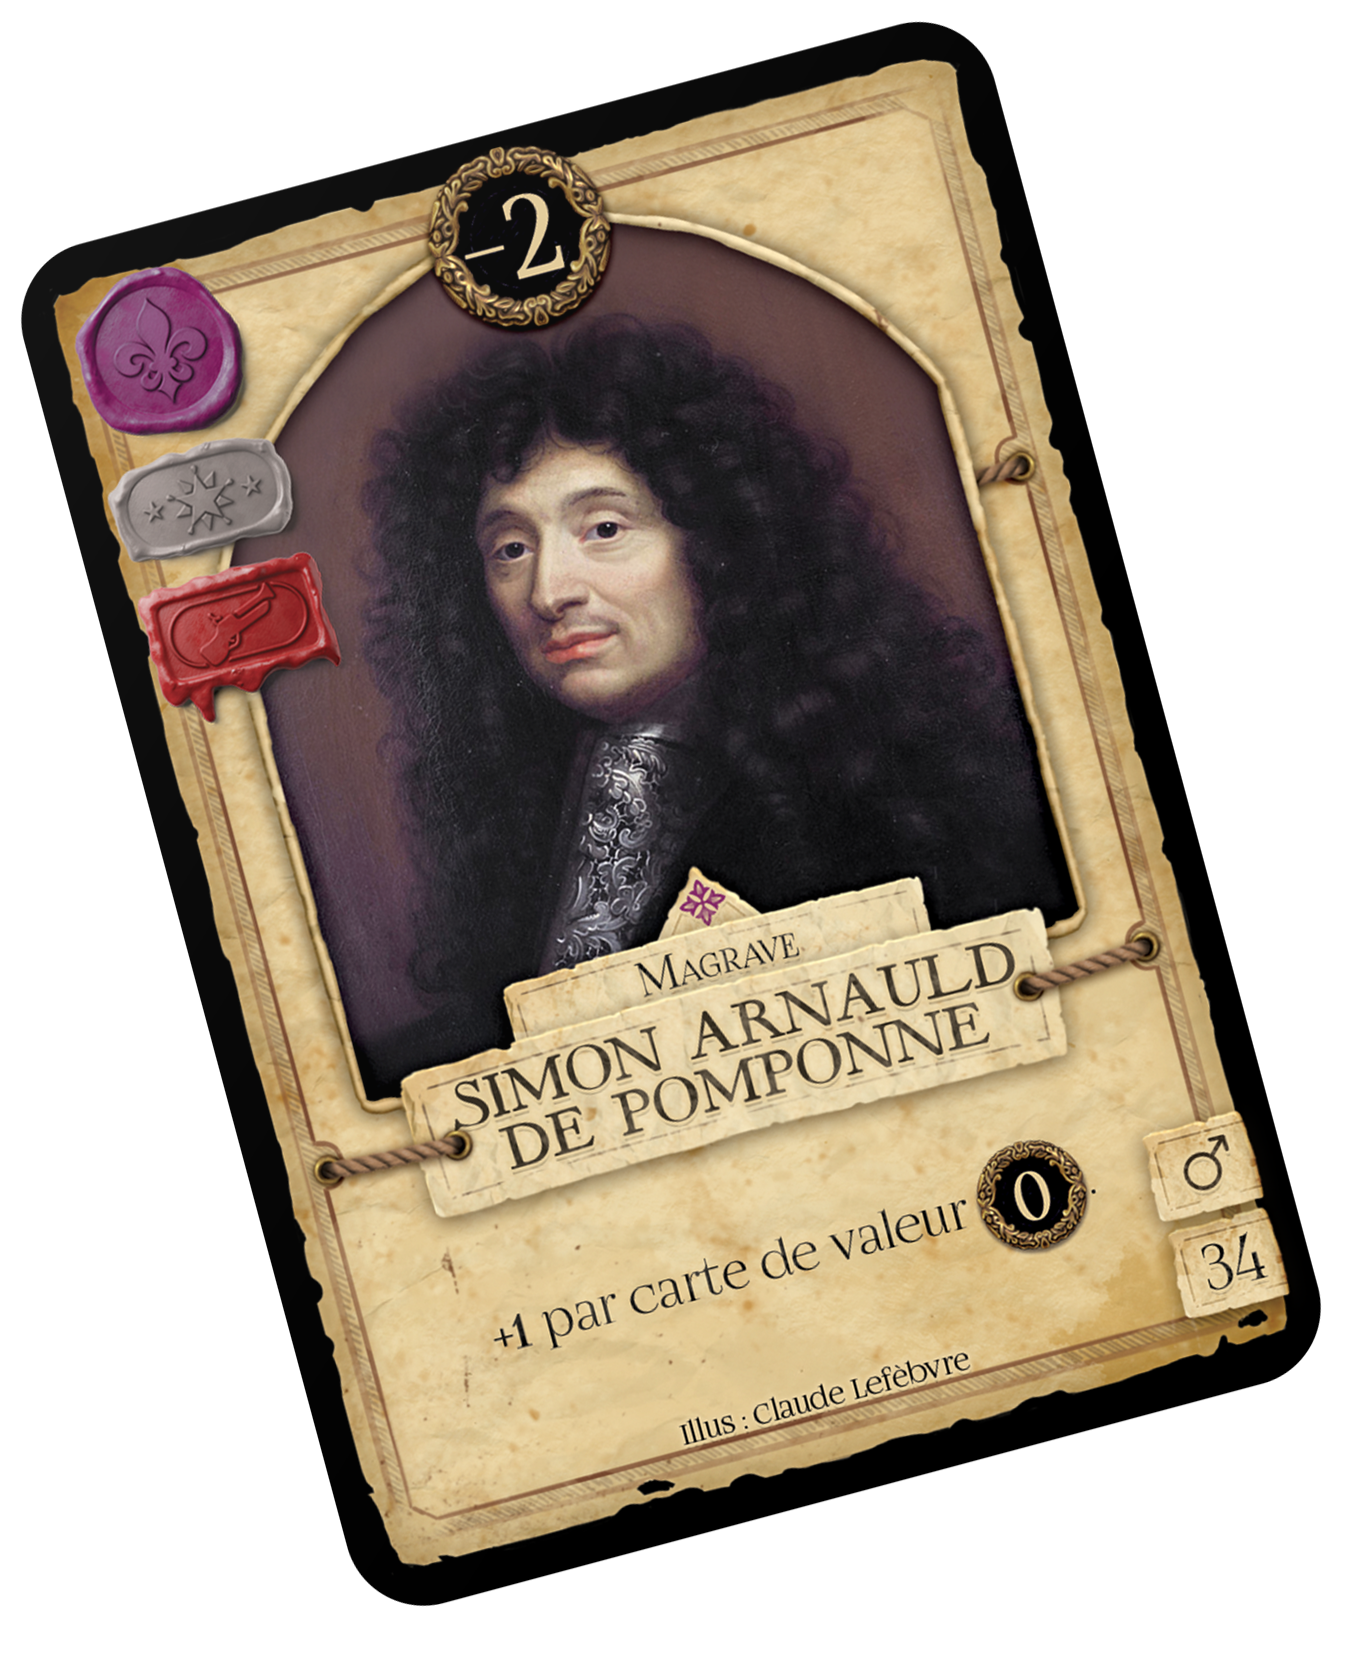 -2
Magrave
SIMON ARNAULD
DE POMPONNE
+1 par carte de valeur 0.
♂
34
Illus : Claude Lefèbvre